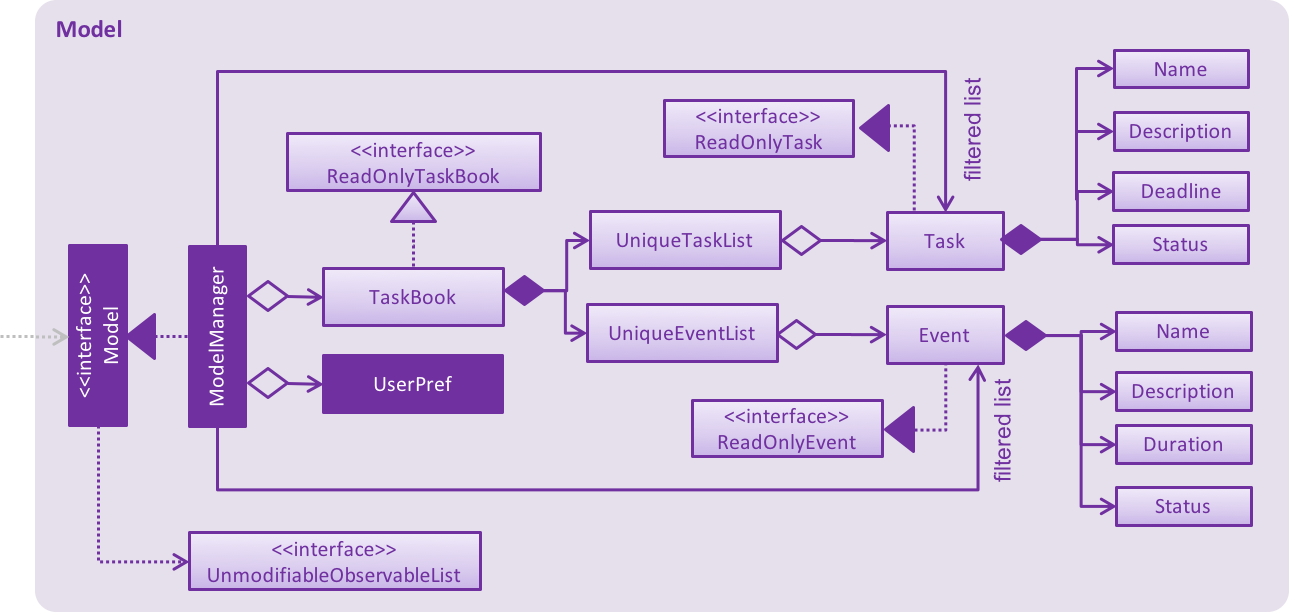 Model
<<interface>>
Model
ModelManager
<<interface>>
ReadOnlyTaskBook
TaskBook
UserPref
<<interface>>
UnmodifiableObservableList
UniqueTaskList
UniqueEventList
<<interface>>
ReadOnlyTask
filtered list
Task
Event
<<interface>>
ReadOnlyEvent
filtered list
Name
Description
Deadline
Status
Name
Description
Duration
Status